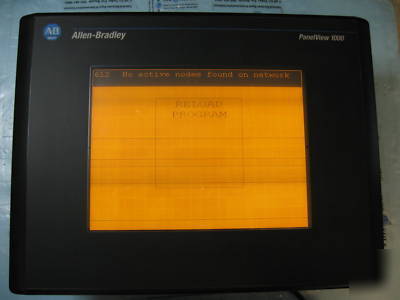 AB
Allen-Bradley
PanelView 1000
612 No active nodes found on network
RELOAD
PROGRAM